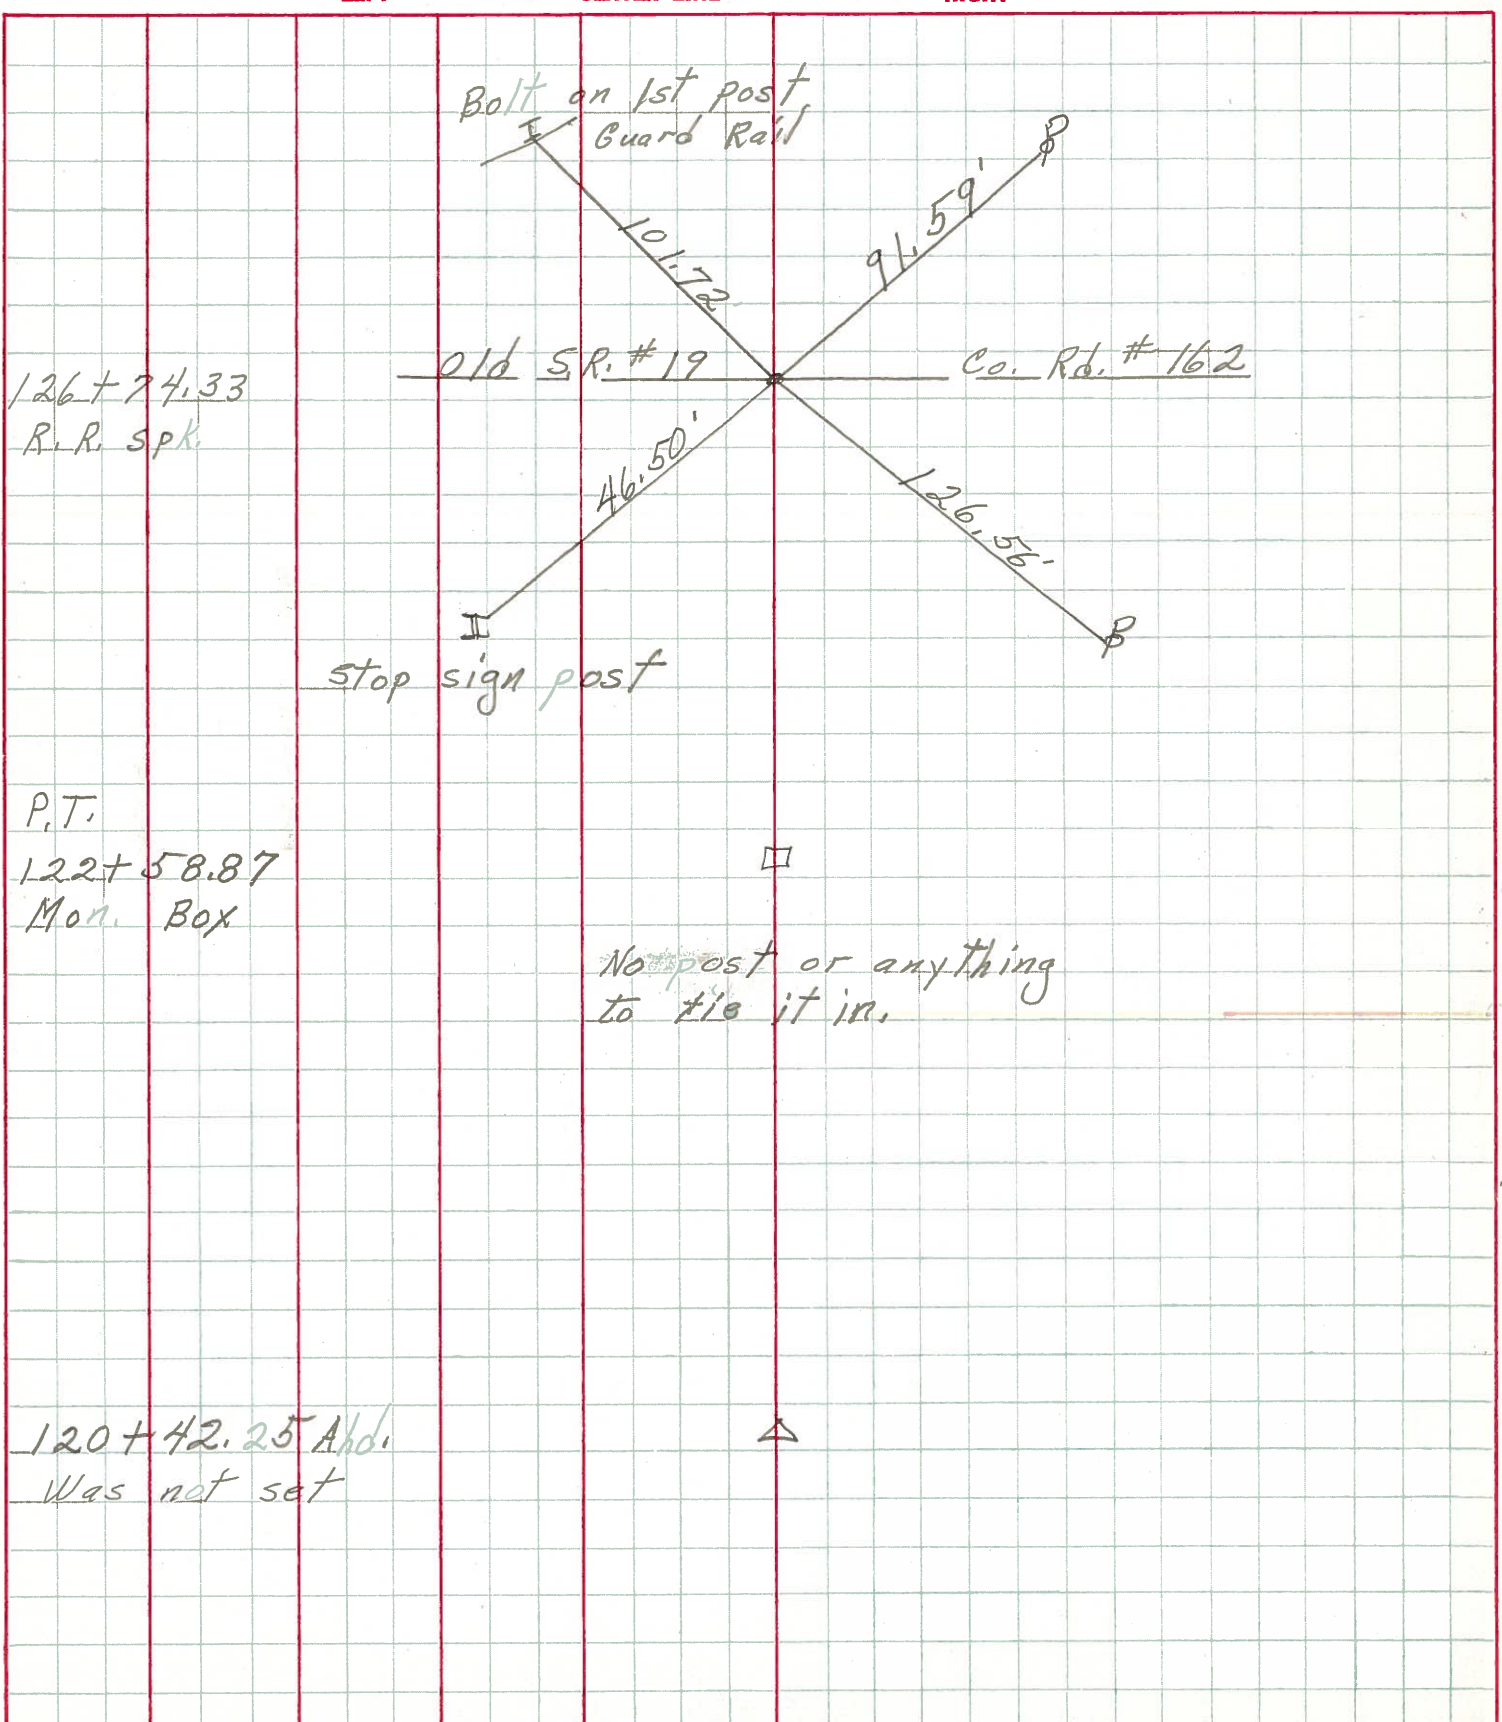 Bolt on 1st post
Guard Rail
101.72
91.59'
Old S.R. #19
Co. Rd. #162
126+74.33
R.R. spk.
46.50'
126.56'
stop sign post
P.T.
122+58.87
Mon. Box
No post or anything
to tie it in.
120+42.25 Ahd.
Was not set